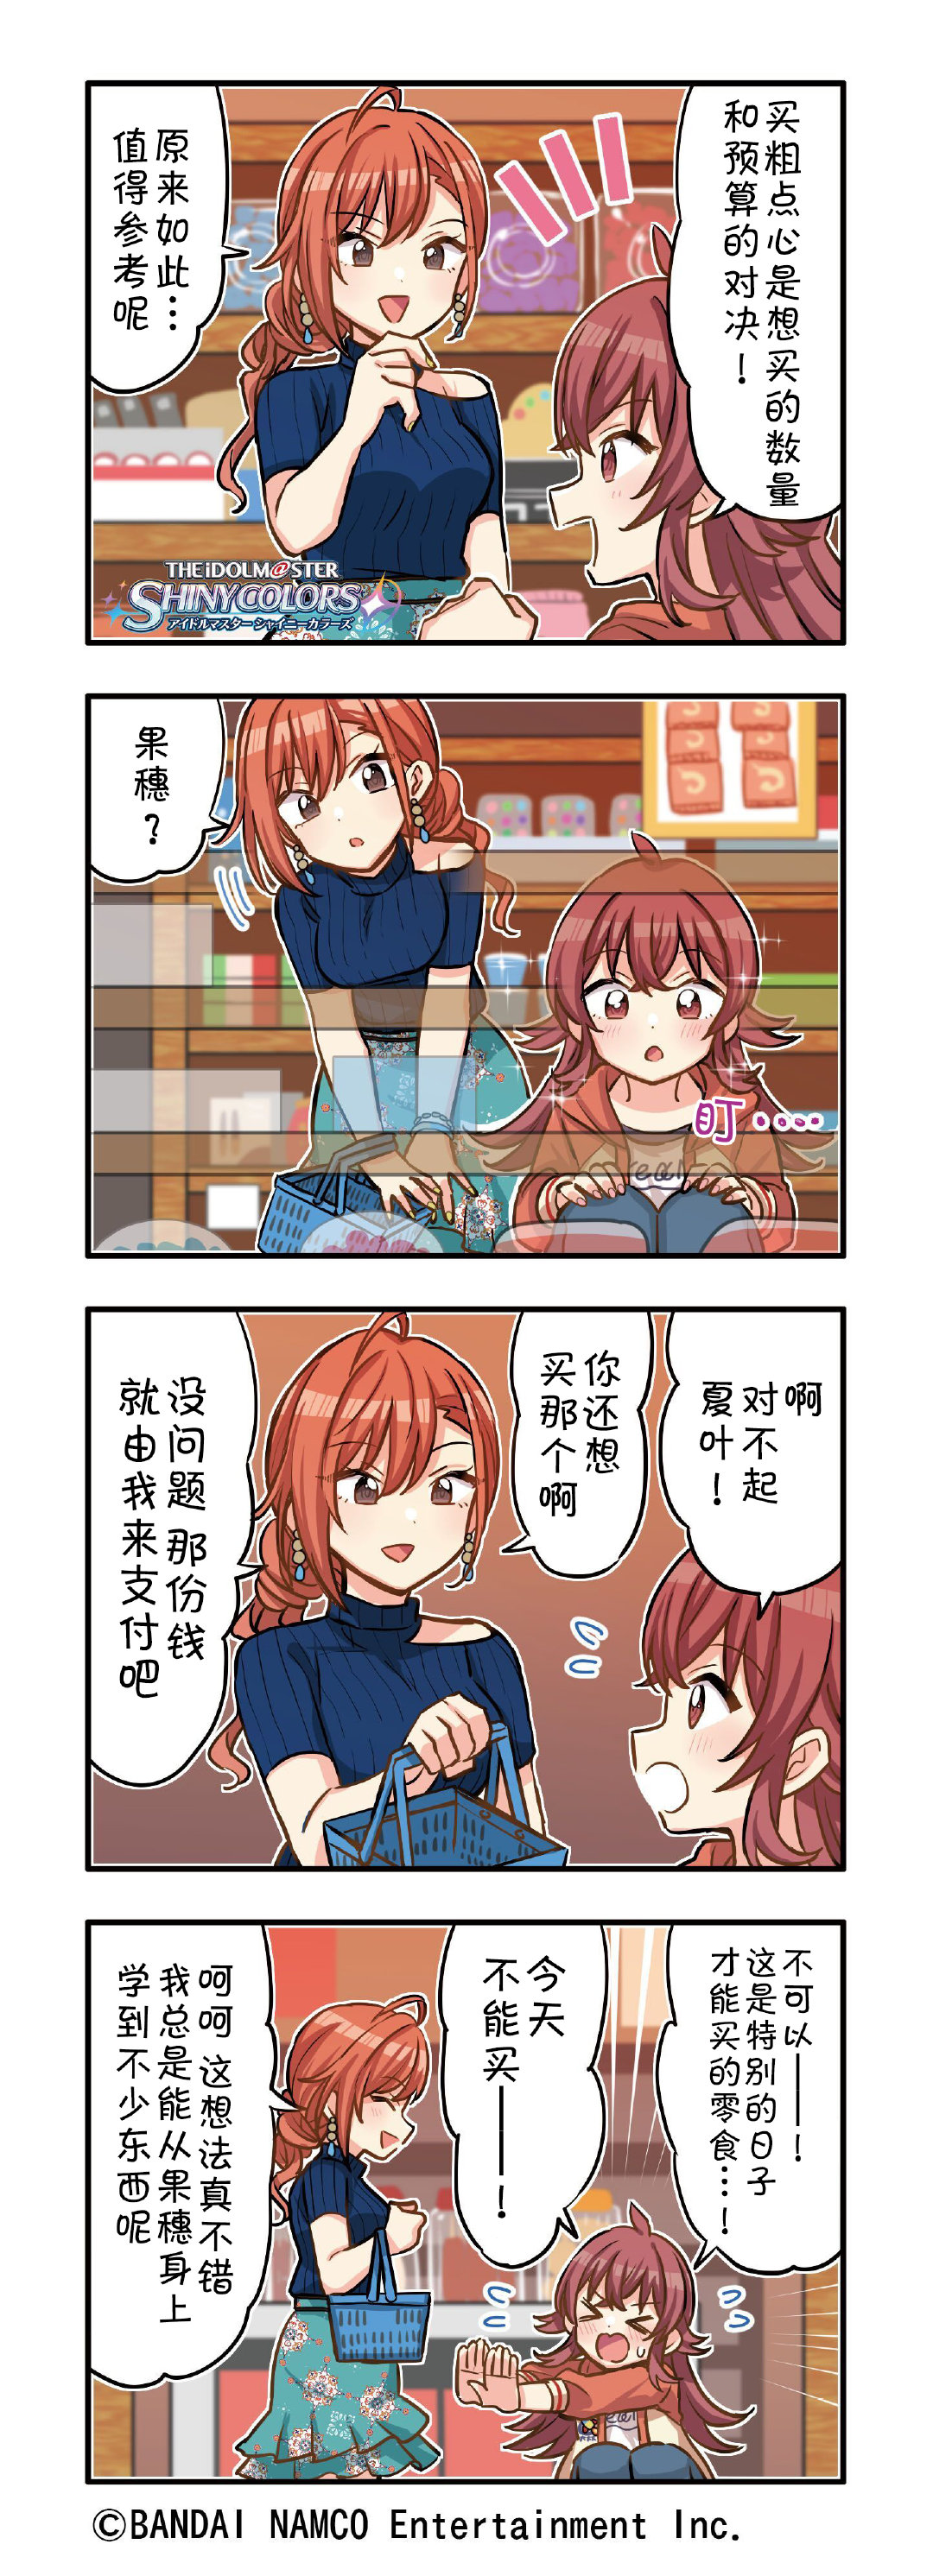 买粗点心是想买的数量
和预算的对决！
原来如此…
值得参考呢
THE iDOLM@STER
SHINY COLORS
アイドルマスター シャイニーカラーズ
果穗？
盯····
啊
对不起
夏叶！
你还想
买那个啊
没问题 那份钱
就由我来支付吧
不可以——！
这是特别的日子
才能买的零食…！
今天
不能买——！
呵呵 这想法真不错
我总是能从果穗身上
学到不少东西呢
©BANDAI NAMCO Entertainment Inc.